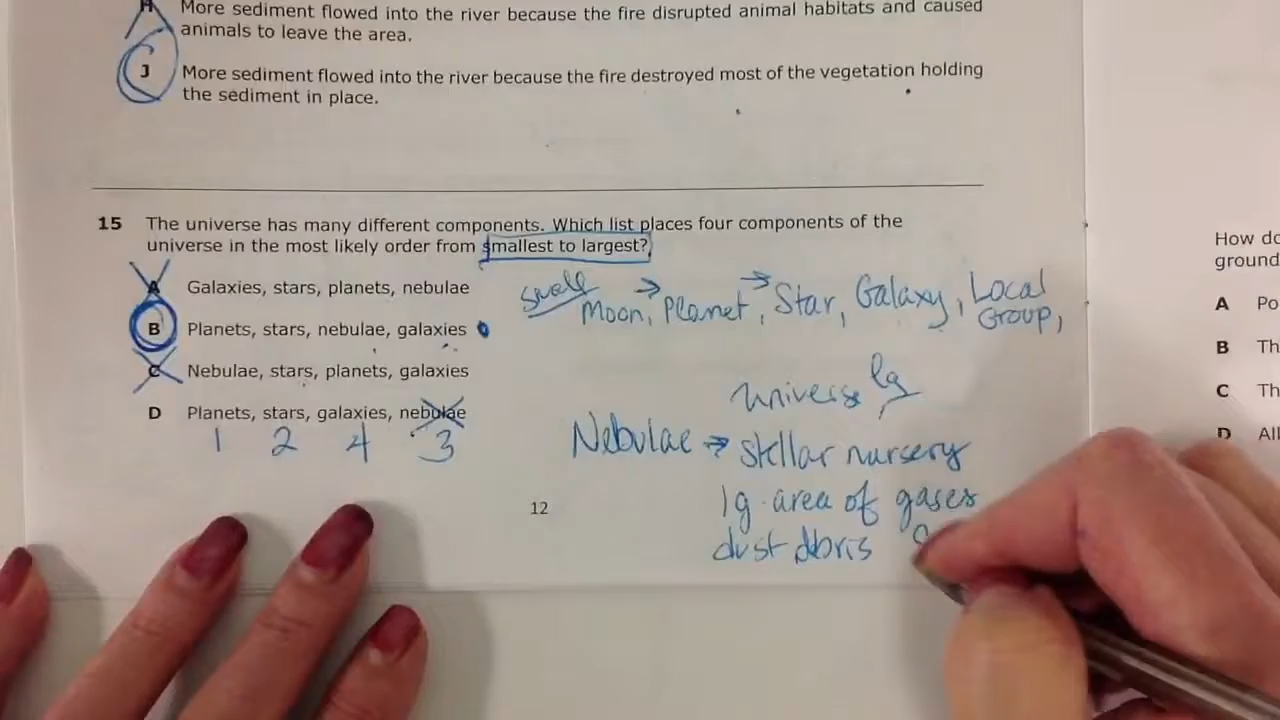 H More sediment flowed into the river because the fire disrupted animal habitats and caused
animals to leave the area.
J More sediment flowed into the river because the fire destroyed most of the vegetation holding
the sediment in place.
15 The universe has many different components. Which list places four components of the
universe in the most likely order from smallest to largest?
A Galaxies, stars, planets, nebulae
B Planets, stars, nebulae, galaxies
C Nebulae, stars, planets, galaxies
D Planets, stars, galaxies, nebulae
1 2 4 3
12
Small
Moon, → Planet, → Star, Galaxy, Local
Group,
universe lg
Nebulae → stellar nursery
lg area of gases
dust debris
How do
ground
A Po
B Th
C Th
D All